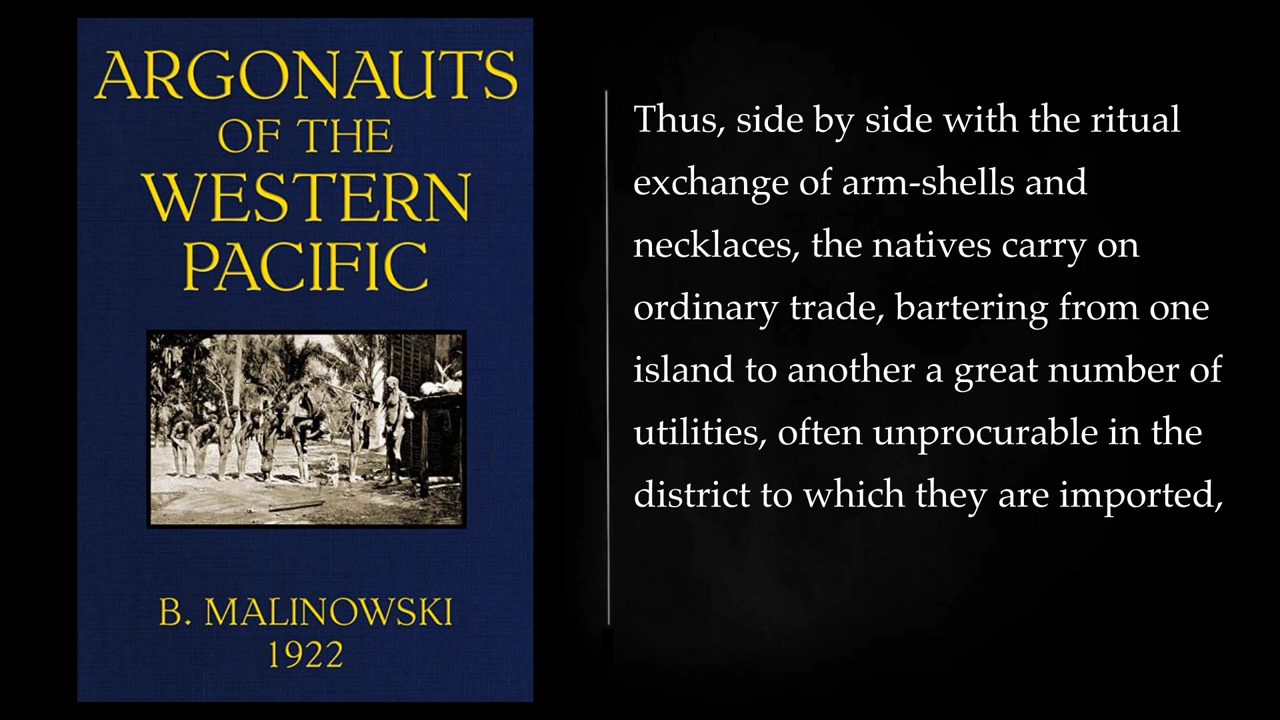 ARGONAUTS
OF THE
WESTERN
PACIFIC
B. MALINOWSKI
1922
Thus, side by side with the ritual
exchange of arm-shells and
necklaces, the natives carry on
ordinary trade, bartering from one
island to another a great number of
utilities, often unprocurable in the
district to which they are imported,